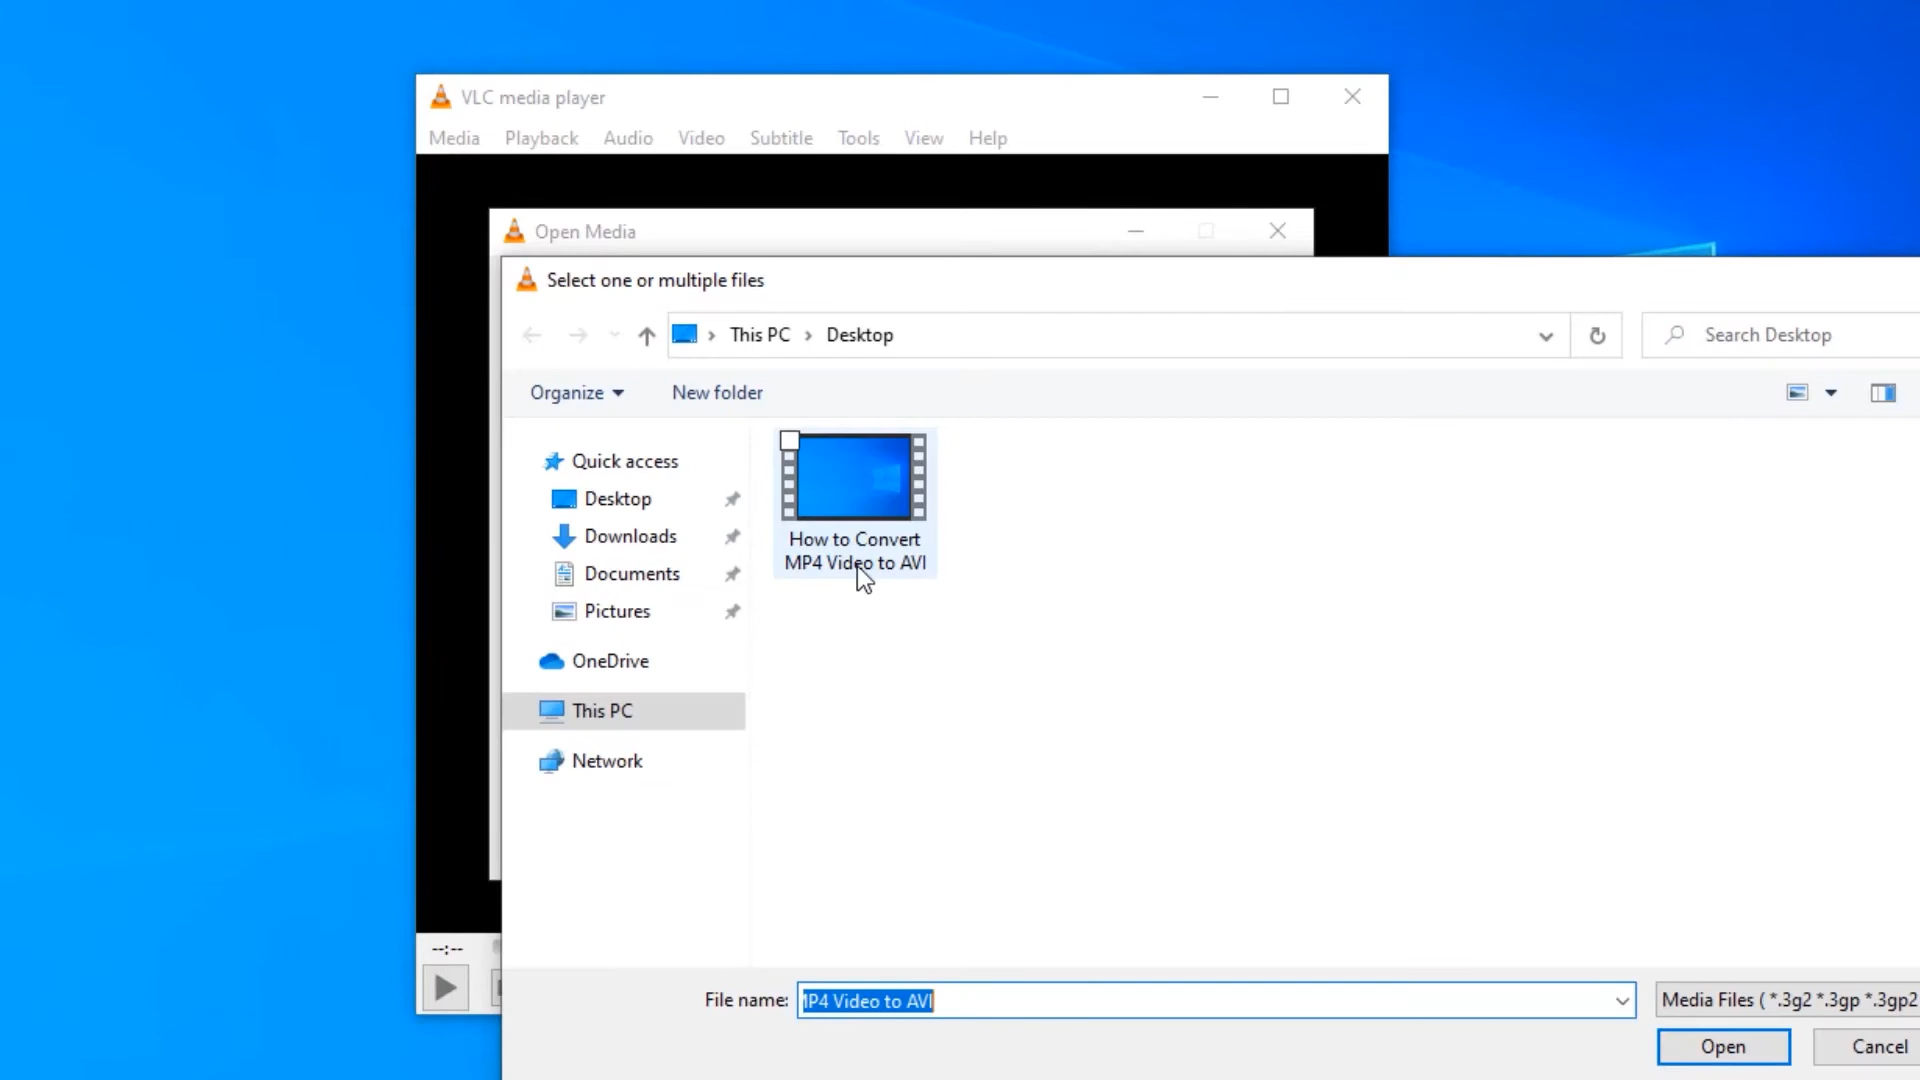 VLC media player
Media Playback Audio Video Subtitle Tools View Help
Open Media
Select one or multiple files
This PC Desktop
Search Desktop
Organize New folder
Quick access
Desktop
Downloads
Documents
Pictures
OneDrive
This PC
Network
How to Convert
MP4 Video to AVI
--:--
File name: MP4 Video to AVI
Media Files ( *.3g2 *.3gp *.3gp2
Open Cancel